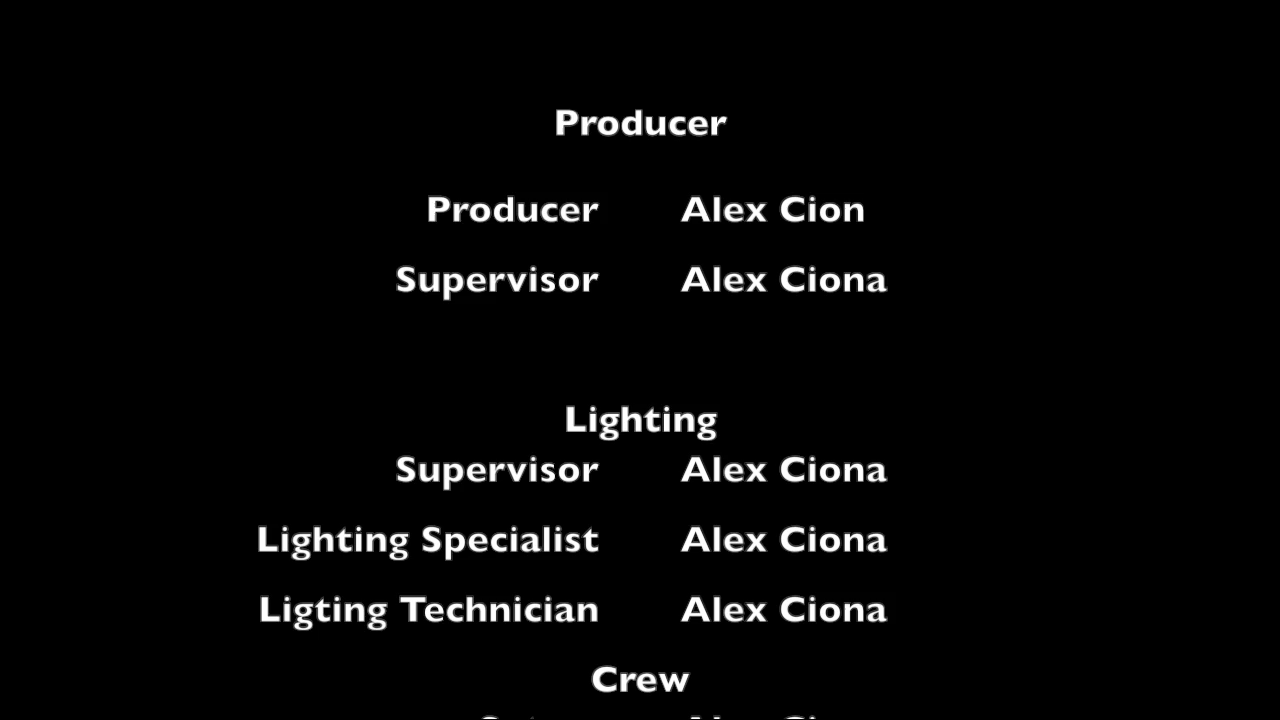 Producer
Producer Alex Cion
Supervisor Alex Ciona
Lighting
Supervisor Alex Ciona
Lighting Specialist Alex Ciona
Ligting Technician Alex Ciona
Crew